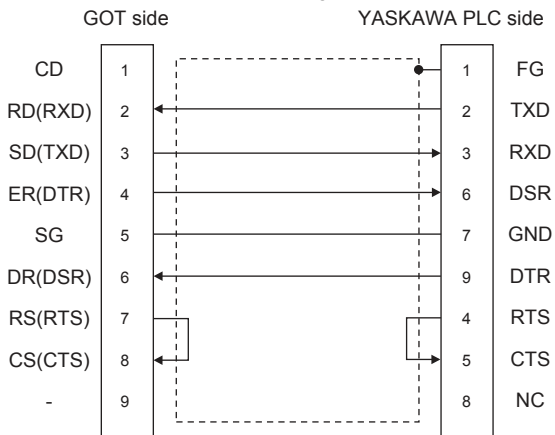 GOT side YASKAWA PLC side
CD 1 1 FG
RD(RXD) 2 2 TXD
SD(TXD) 3 3 RXD
ER(DTR) 4 6 DSR
SG 5 7 GND
DR(DSR) 6 9 DTR
RS(RTS) 7 4 RTS
CS(CTS) 8 5 CTS
- 9 8 NC